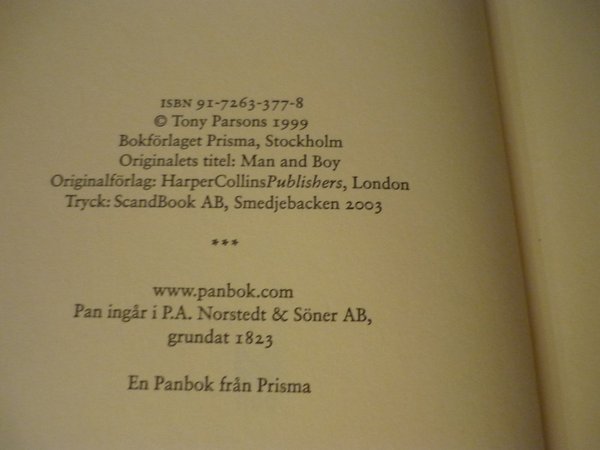 ISBN 91-7263-377-8
© Tony Parsons 1999
Bokförlaget Prisma, Stockholm
Originalets titel: Man and Boy
Originalförlag: HarperCollinsPublishers, London
Tryck: ScandBook AB, Smedjebacken 2003
***
www.panbok.com
Pan ingår i P.A. Norstedt & Söner AB,
grundat 1823
En Panbok från Prisma